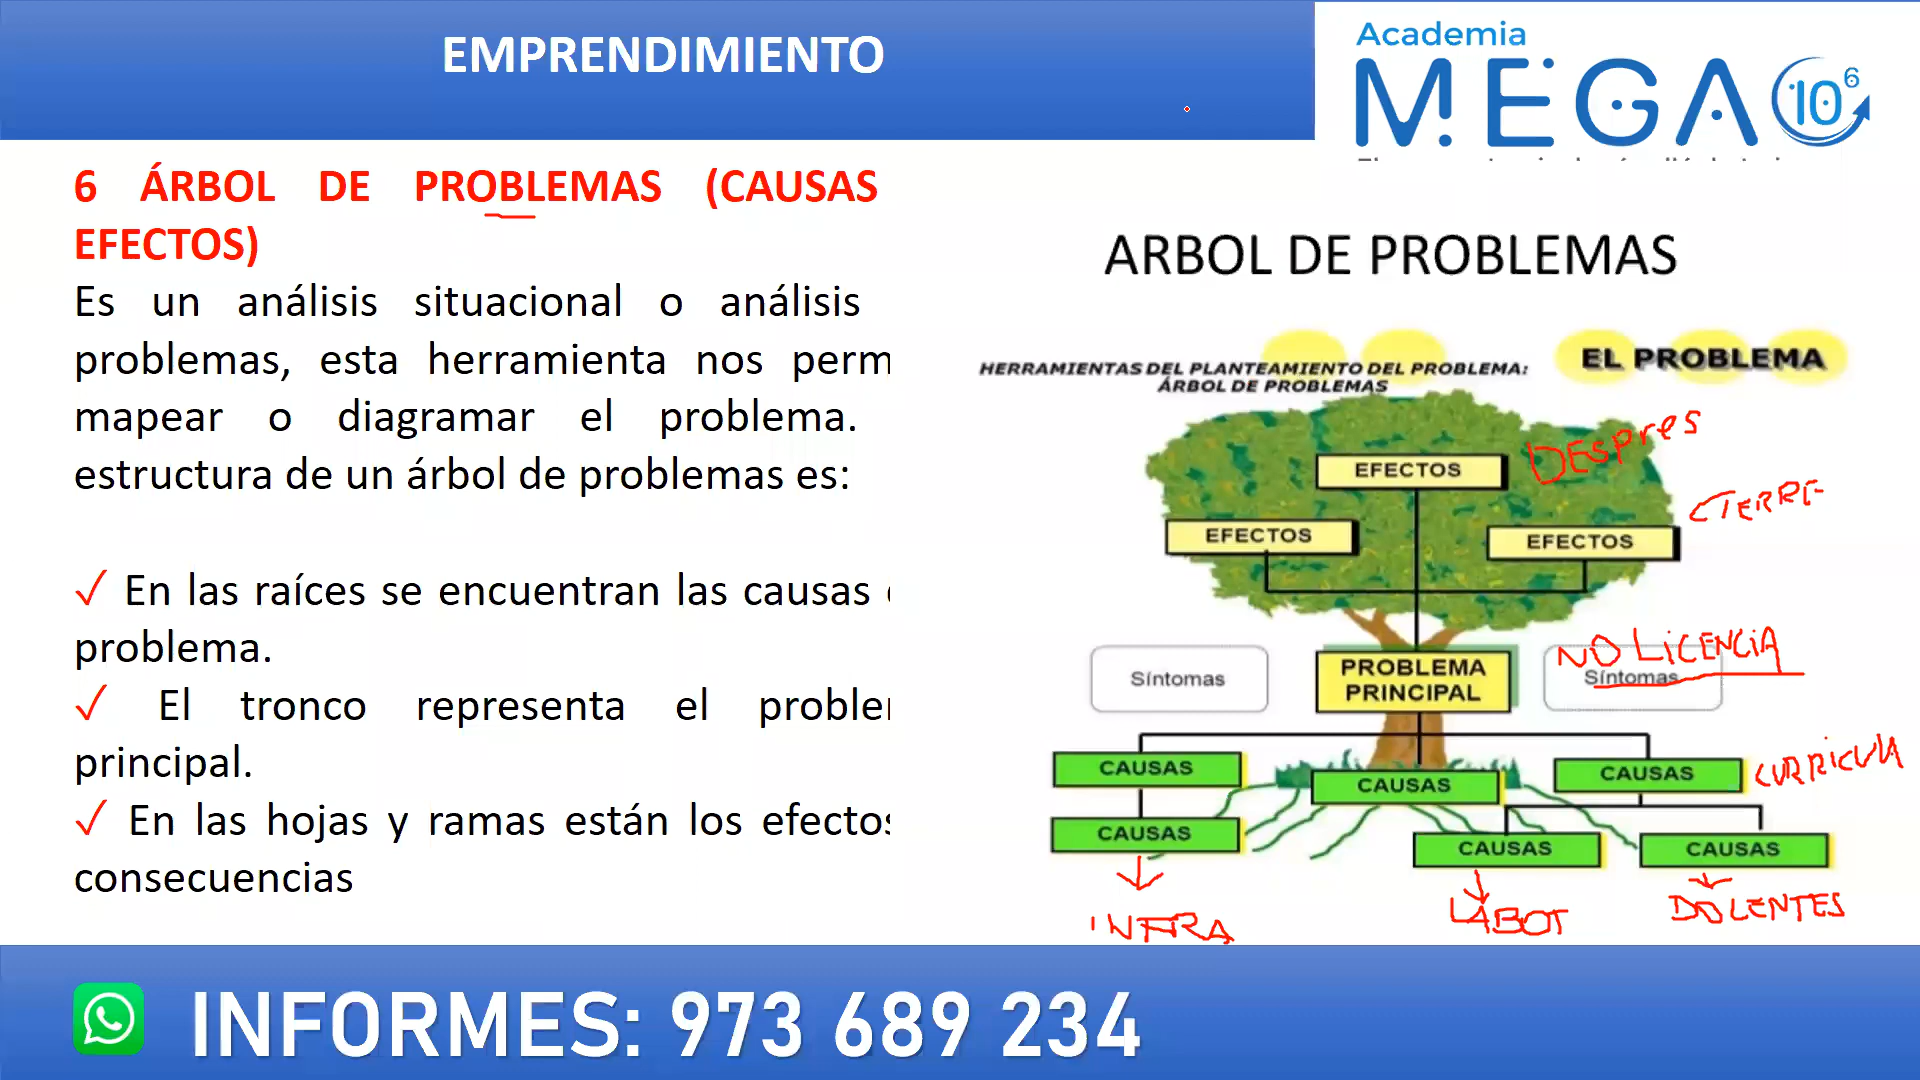 EMPRENDIMIENTO
Academia
MEGA 10⁶
6 ÁRBOL DE PROBLEMAS (CAUSAS
EFECTOS)
Es un análisis situacional o análisis
problemas, esta herramienta nos perm
mapear o diagramar el problema.
estructura de un árbol de problemas es:
✓ En las raíces se encuentran las causas
problema.
✓ El tronco representa el problem
principal.
✓ En las hojas y ramas están los efectos
consecuencias
ARBOL DE PROBLEMAS
HERRAMIENTAS DEL PLANTEAMIENTO DEL PROBLEMA:
ÁRBOL DE PROBLEMAS
EL PROBLEMA
EFECTOS
DESPres
CIERRE
EFECTOS
EFECTOS
NO LICENCIA
Síntomas
PROBLEMA
PRINCIPAL
Síntomas
CAUSAS
CAUSAS
CAUSAS
CURRICUlA
CAUSAS
CAUSAS
CAUSAS
INFRA
LABOT
DOCENTES
INFORMES: 973 689 234